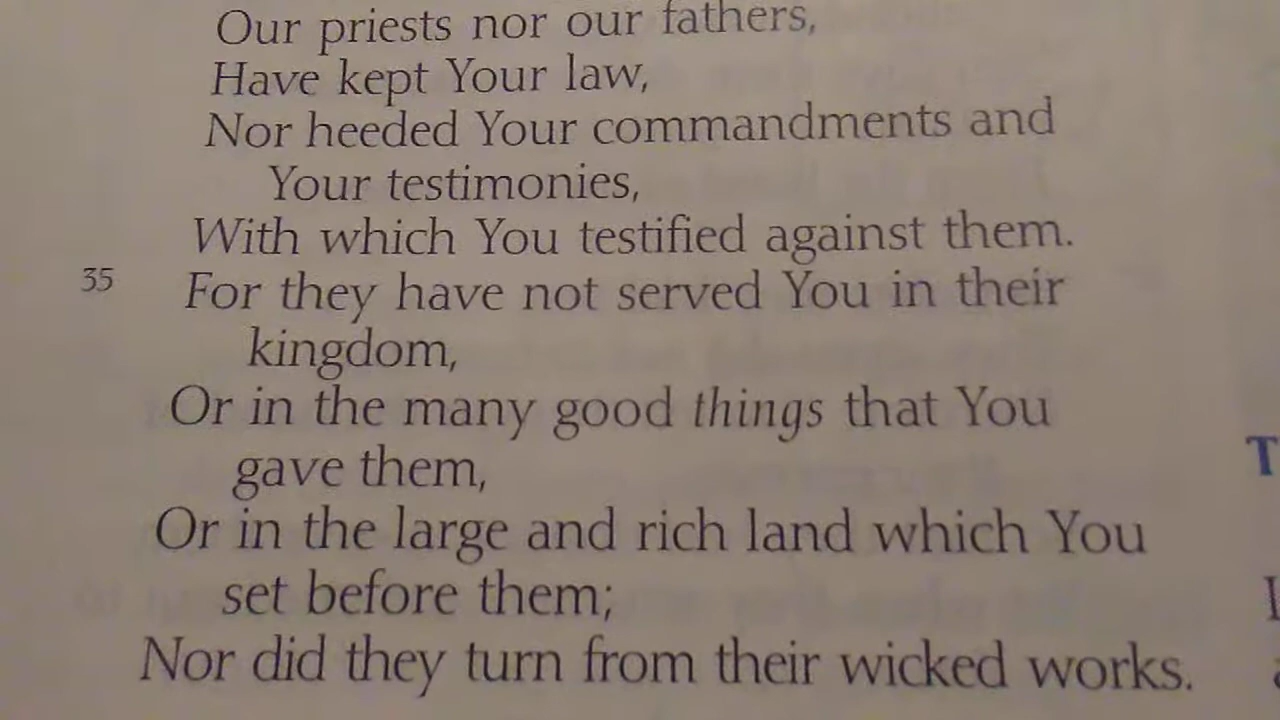 Our priests nor our fathers,
Have kept Your law,
Nor heeded Your commandments and
Your testimonies,
With which You testified against them.
35 For they have not served You in their
kingdom,
Or in the many good things that You
gave them,
Or in the large and rich land which You
set before them;
Nor did they turn from their wicked works.
T